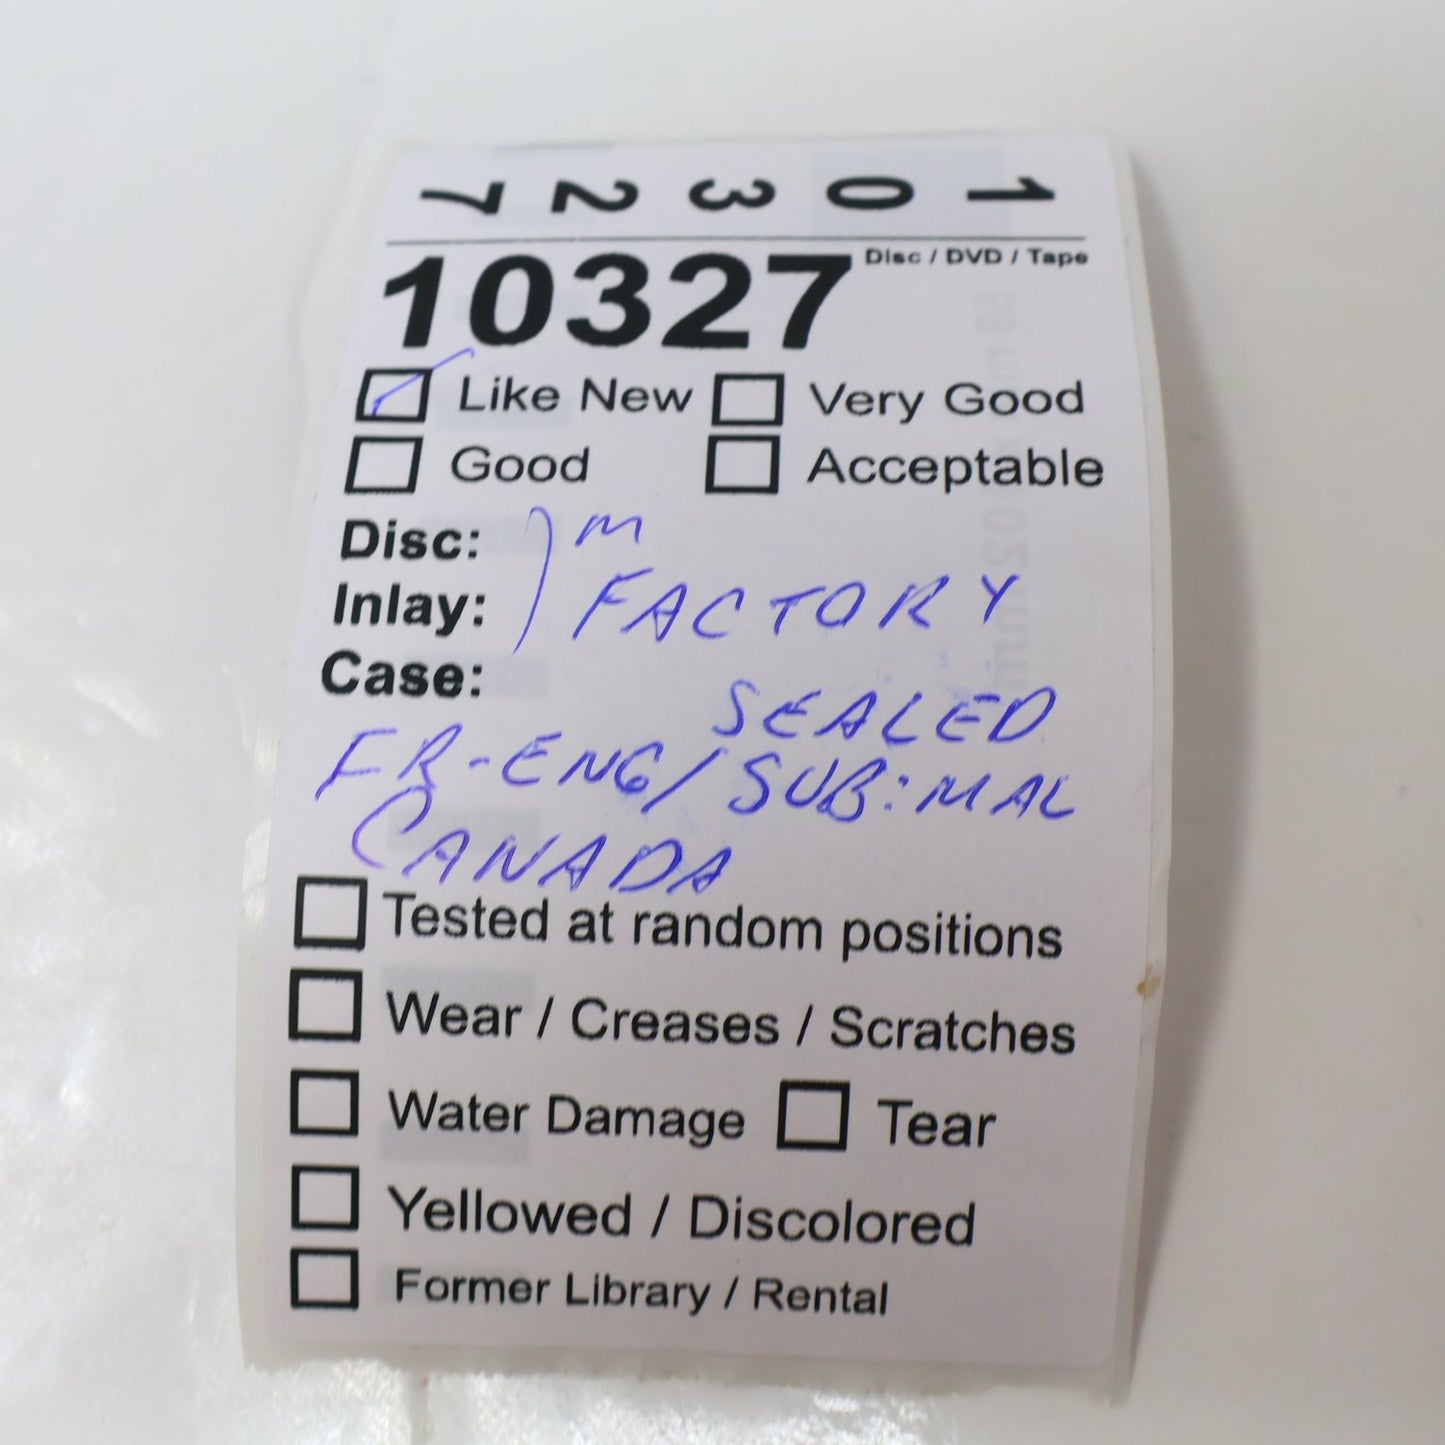 10327
Disc / DVD / Tape
10327
Like New Very Good
Good Acceptable
Disc: ) M
Inlay: FACTORY
Case: SEALED
FR-ENG/SUB:MAL
CANADA
Tested at random positions
Wear / Creases / Scratches
Water Damage Tear
Yellowed / Discolored
Former Library / Rental